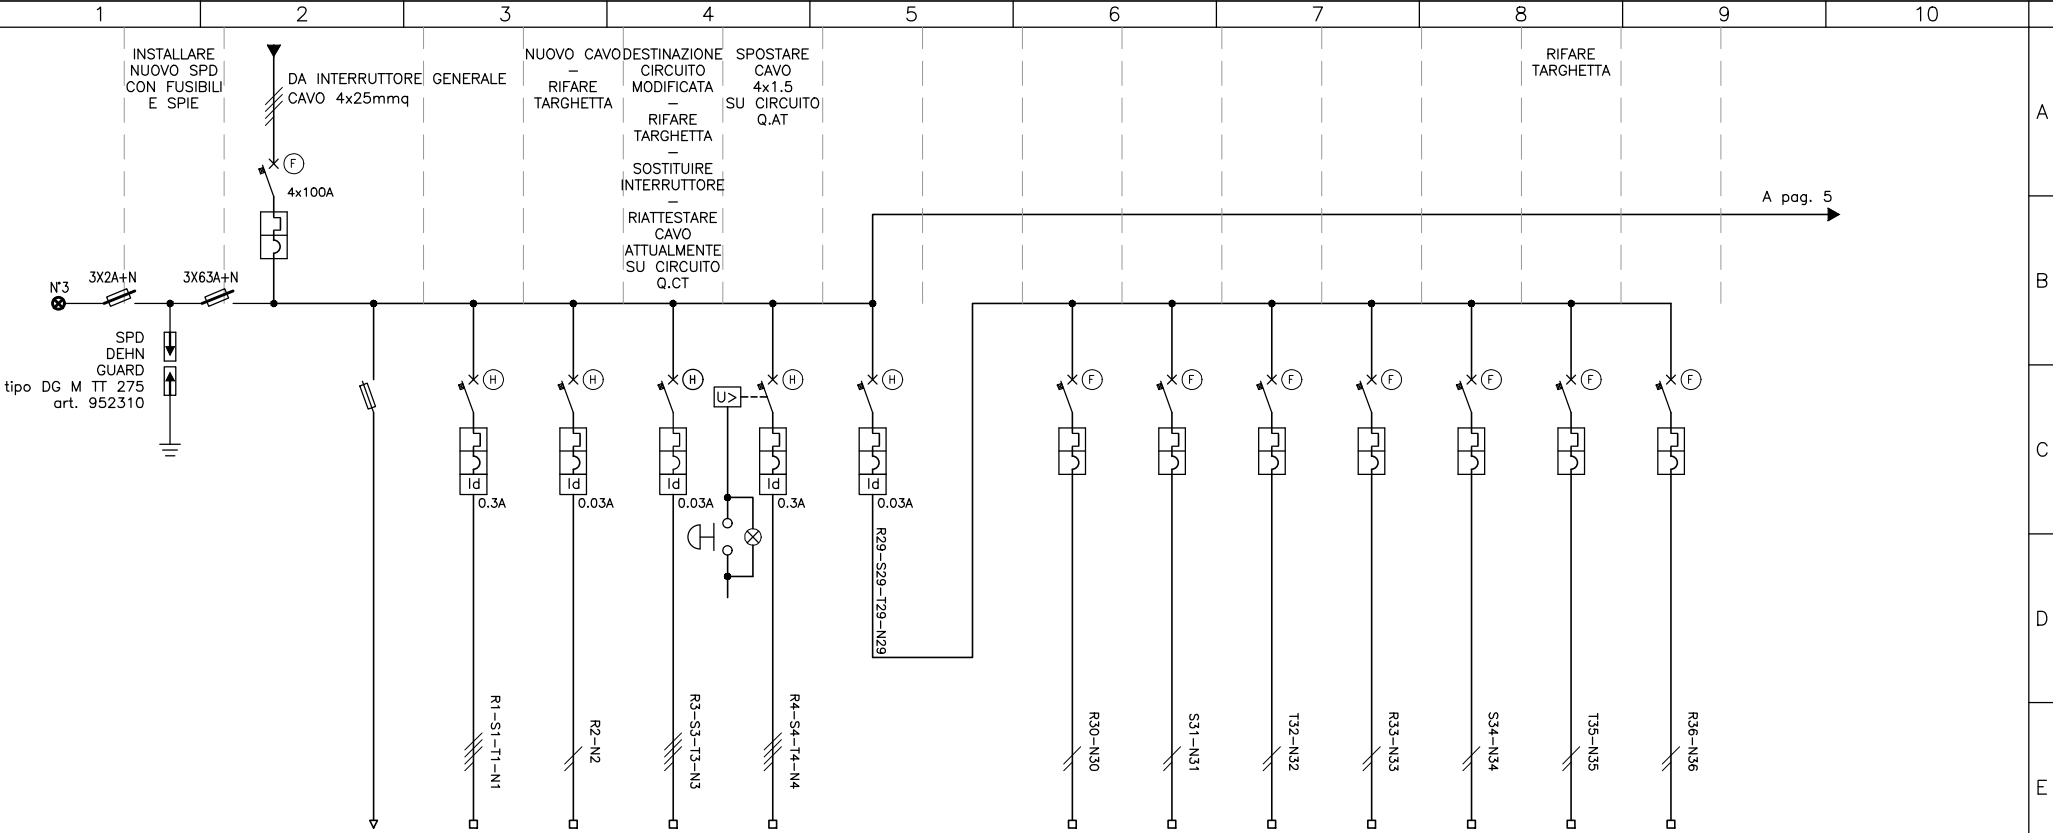 1 2 3 4 5 6 7 8 9 10
INSTALLARE
NUOVO SPD
CON FUSIBILI
E SPIE
DA INTERRUTTORE GENERALE
CAVO 4x25mmq
NUOVO CAVO
–
RIFARE
TARGHETTA
DESTINAZIONE
CIRCUITO
MODIFICATA
–
RIFARE
TARGHETTA
–
SOSTITUIRE
INTERRUTTORE
–
RIATTESTARE
CAVO
ATTUALMENTE
SU CIRCUITO
Q.CT
SPOSTARE
CAVO
4x1.5
SU CIRCUITO
Q.AT
RIFARE
TARGHETTA
A
F
4x100A
A pag. 5
B
N°3
3X2A+N
3X63A+N
SPD
DEHN
GUARD
tipo DG M TT 275
art. 952310
H
H
H
H
H
F
F
F
F
F
F
F
U>
C
Id
Id
Id
Id
Id
0.3A
0.03A
0.03A
0.3A
0.03A
R29-S29-T29-N29
D
R1-S1-T1-N1
R2-N2
R3-S3-T3-N3
R4-S4-T4-N4
R30-N30
S31-N31
T32-N32
R33-N33
S34-N34
T35-N35
R36-N36
E